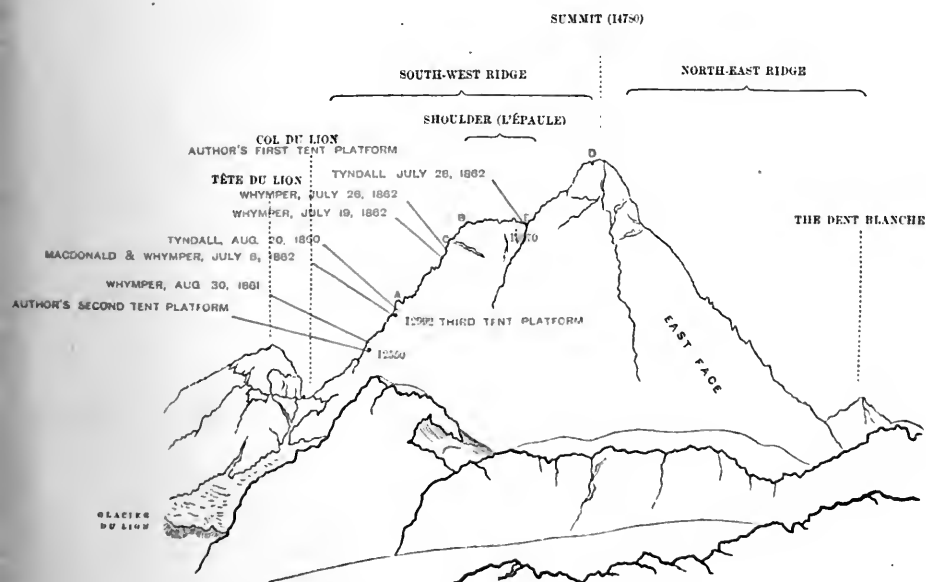 SUMMIT (14780)
SOUTH-WEST RIDGE
NORTH-EAST RIDGE
SHOULDER (L'ÉPAULE)
COL DU LION
AUTHOR'S FIRST TENT PLATFORM
TYNDALL JULY 28, 1862
D
TÊTE DU LION
WHYMPER, JULY 26, 1862
WHYMPER, JULY 19, 1862
B
THE DENT BLANCHE
TYNDALL, AUG. 20, 1860
C
MACDONALD & WHYMPER, JULY 8, 1862
WHYMPER, AUG 30, 1861
A
AUTHOR'S SECOND TENT PLATFORM
12992 THIRD TENT PLATFORM
12550
EAST FACE
GLACIER
DU LION